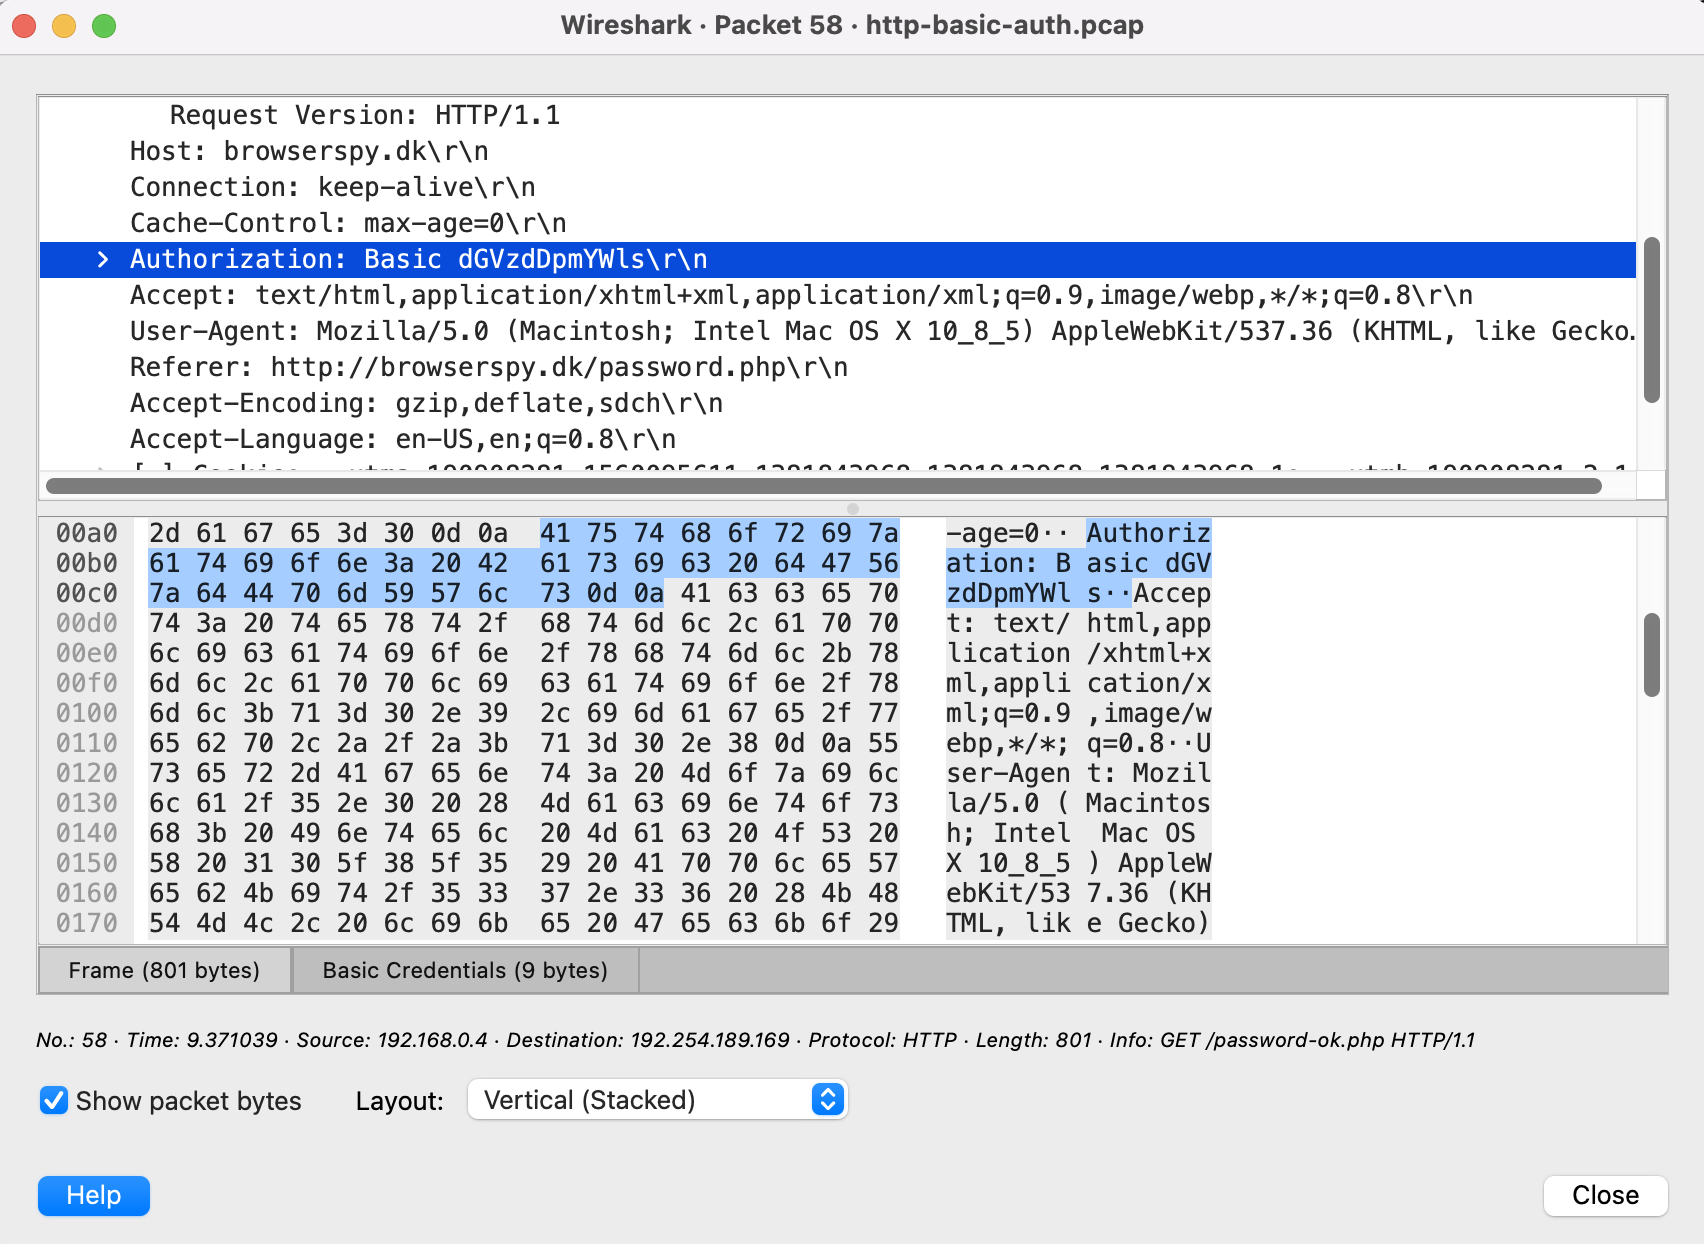 Wireshark · Packet 58 · http-basic-auth.pcap
Request Version: HTTP/1.1
Host: browserspy.dk\r\n
Connection: keep-alive\r\n
Cache-Control: max-age=0\r\n
Authorization: Basic dGVzdDpmYWls\r\n
Accept: text/html,application/xhtml+xml,application/xml;q=0.9,image/webp,*/*;q=0.8\r\n
User-Agent: Mozilla/5.0 (Macintosh; Intel Mac OS X 10_8_5) AppleWebKit/537.36 (KHTML, like Gecko.
Referer: http://browserspy.dk/password.php\r\n
Accept-Encoding: gzip,deflate,sdch\r\n
Accept-Language: en-US,en;q=0.8\r\n
00a0 2d 61 67 65 3d 30 0d 0a 41 75 74 68 6f 72 69 7a -age=0·· Authoriz
00b0 61 74 69 6f 6e 3a 20 42 61 73 69 63 20 64 47 56 ation: B asic dGV
00c0 7a 64 44 70 6d 59 57 6c 73 0d 0a 41 63 63 65 70 zdDpmYWl s··Accep
00d0 74 3a 20 74 65 78 74 2f 68 74 6d 6c 2c 61 70 70 t: text/ html,app
00e0 6c 69 63 61 74 69 6f 6e 2f 78 68 74 6d 6c 2b 78 lication /xhtml+x
00f0 6d 6c 2c 61 70 70 6c 69 63 61 74 69 6f 6e 2f 78 ml,appli cation/x
0100 6d 6c 3b 71 3d 30 2e 39 2c 69 6d 61 67 65 2f 77 ml;q=0.9 ,image/w
0110 65 62 70 2c 2a 2f 2a 3b 71 3d 30 2e 38 0d 0a 55 ebp,*/*; q=0.8··U
0120 73 65 72 2d 41 67 65 6e 74 3a 20 4d 6f 7a 69 6c ser-Agen t: Mozil
0130 6c 61 2f 35 2e 30 20 28 4d 61 63 69 6e 74 6f 73 la/5.0 ( Macintos
0140 68 3b 20 49 6e 74 65 6c 20 4d 61 63 20 4f 53 20 h; Intel  Mac OS
0150 58 20 31 30 5f 38 5f 35 29 20 41 70 70 6c 65 57 X 10_8_5 ) AppleW
0160 65 62 4b 69 74 2f 35 33 37 2e 33 36 20 28 4b 48 ebKit/53 7.36 (KH
0170 54 4d 4c 2c 20 6c 69 6b 65 20 47 65 63 6b 6f 29 TML, lik e Gecko)
Frame (801 bytes) Basic Credentials (9 bytes)
No.: 58 · Time: 9.371039 · Source: 192.168.0.4 · Destination: 192.254.189.169 · Protocol: HTTP · Length: 801 · Info: GET /password-ok.php HTTP/1.1
Show packet bytes Layout: Vertical (Stacked)
Help Close